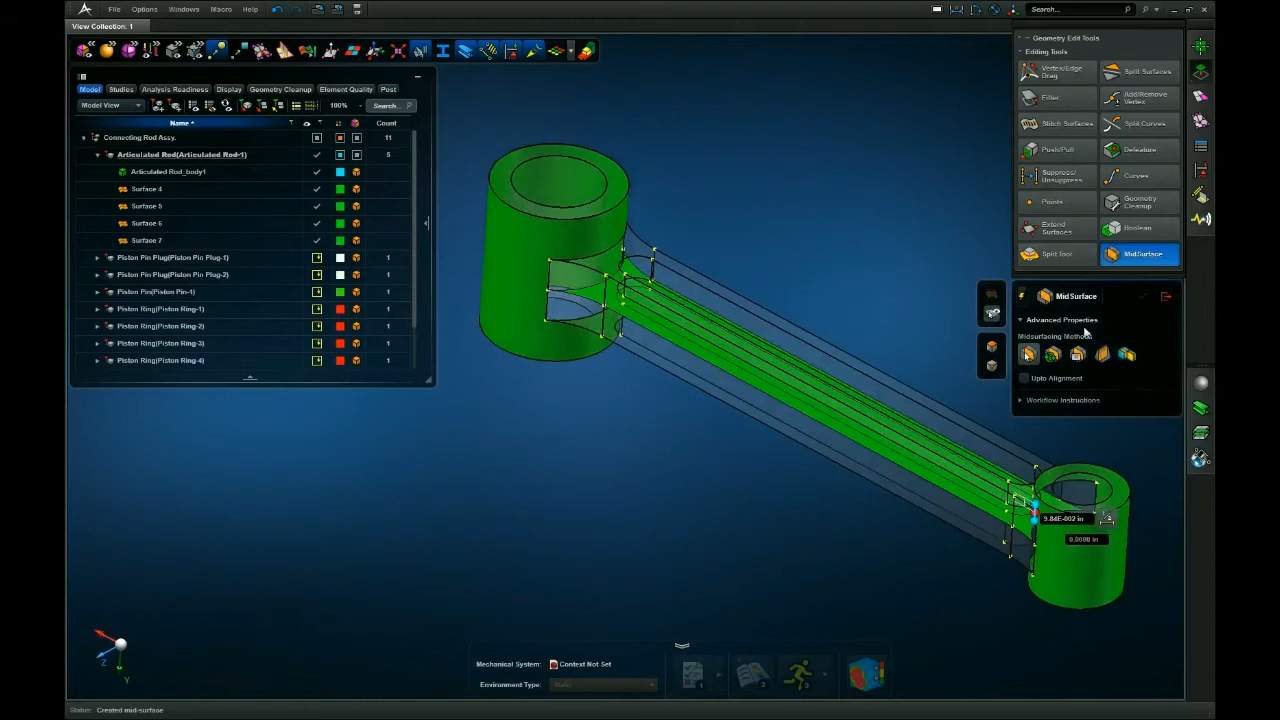 File Options Windows Macro Help Search...
View Collection: 1
Geometry Edit Tools
Editing Tools
Vertex/Edge Drag
Split Surfaces
Filler
Add/Remove Vertex
Stitch Surfaces
Split Curves
Push/Pull
Defeature
Suppress/Unsuppress
Curves
Points
Geometry Cleanup
Extend Surfaces
Boolean
Split Tool
MidSurface
Model Studies Analysis Readiness Display Geometry Cleanup Element Quality Post
Model View 100% Search...
Name Count
Connecting Rod Assy. 11
Articulated Rod(Articulated Rod-1) 5
Articulated Rod_body1
Surface 4
Surface 5
Surface 6
Surface 7
Piston Pin Plug(Piston Pin Plug-1) 1
Piston Pin Plug(Piston Pin Plug-2) 1
Piston Pin(Piston Pin-1) 1
Piston Ring(Piston Ring-1) 1
Piston Ring(Piston Ring-2) 1
Piston Ring(Piston Ring-3) 1
Piston Ring(Piston Ring-4) 1
MidSurface
Advanced Properties
Midsurfacing Methods
Upto Alignment
Workflow Instructions
9.84E-002 in
0.0000 in
Z
Y
Mechanical System: Context Not Set
Environment Type:
1
2
3
Status: Created mid-surface